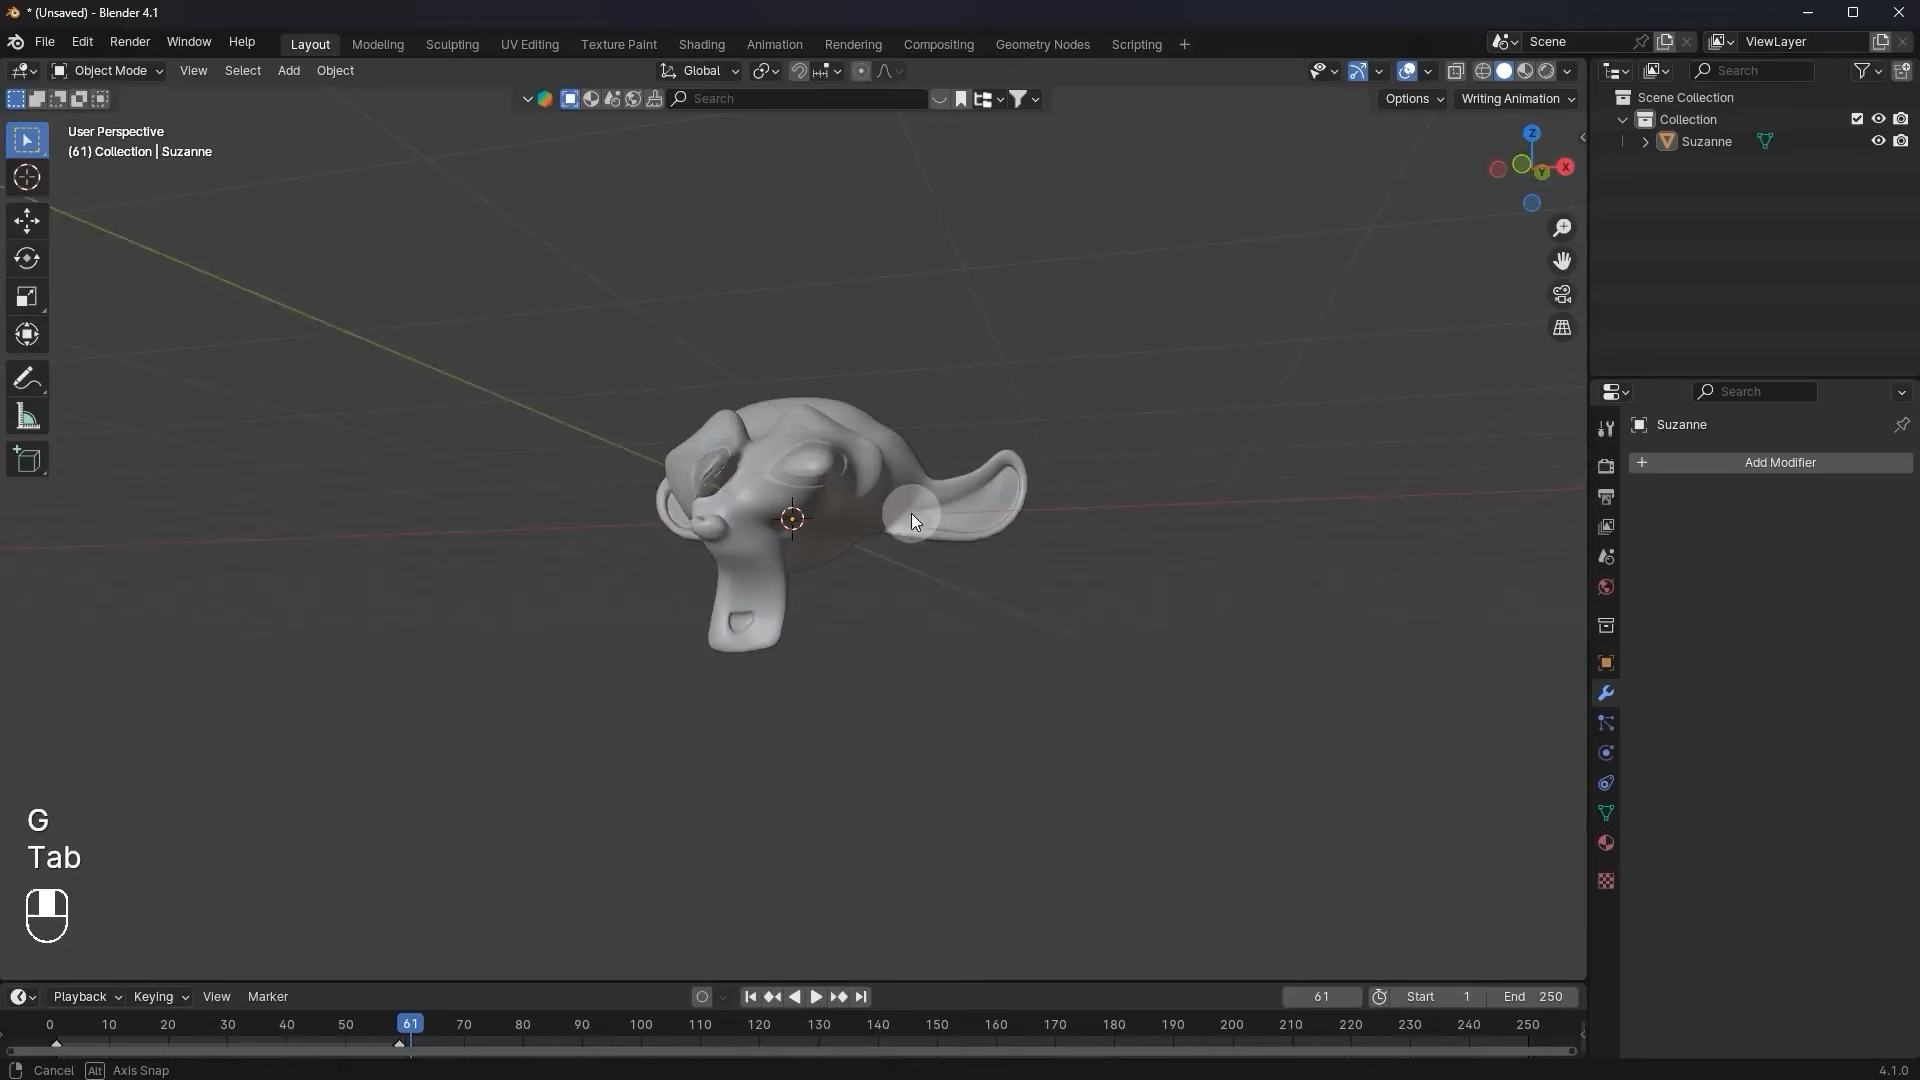 * (Unsaved) - Blender 4.1
File Edit Render Window Help Layout Modeling Sculpting UV Editing Texture Paint Shading Animation Rendering Compositing Geometry Nodes Scripting + Scene ViewLayer
Object Mode View Select Add Object Global Search
Search Options Writing Animation Scene Collection
User Perspective
(61) Collection | Suzanne
Z
X
Y
Collection
Suzanne
Search
Suzanne
+ Add Modifier
G
Tab
Playback Keying View Marker 61 Start 1 End 250
0 10 20 30 40 50 61 70 80 90 100 110 120 130 140 150 160 170 180 190 200 210 220 230 240 250
Cancel Alt Axis Snap 4.1.0